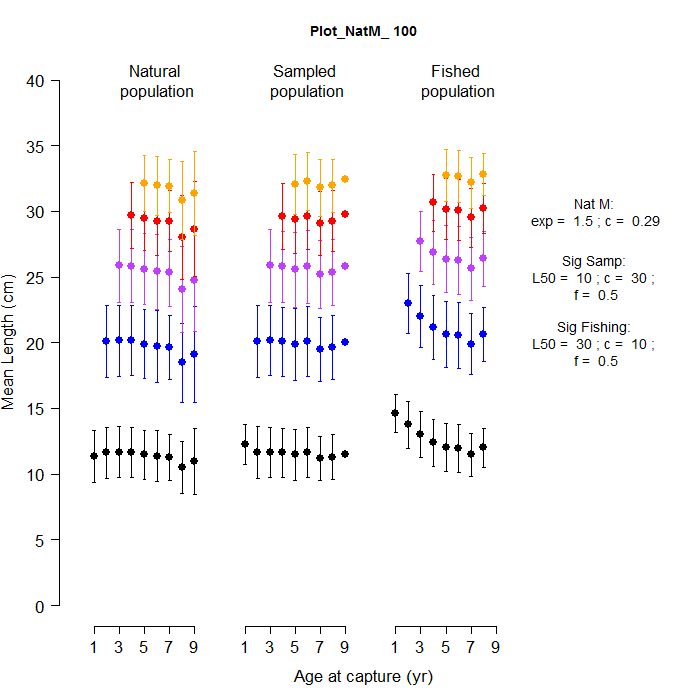 Plot_NatM_ 100
Natural
population
Sampled
population
Fished
population
40
35
30
25
20
15
10
5
0
Mean Length (cm)
1 3 5 7 9
1 3 5 7 9
1 3 5 7 9
Age at capture (yr)
Nat M:
exp = 1.5 ; c = 0.29
Sig Samp:
L50 = 10 ; c = 30 ;
f = 0.5
Sig Fishing:
L50 = 30 ; c = 10 ;
f = 0.5